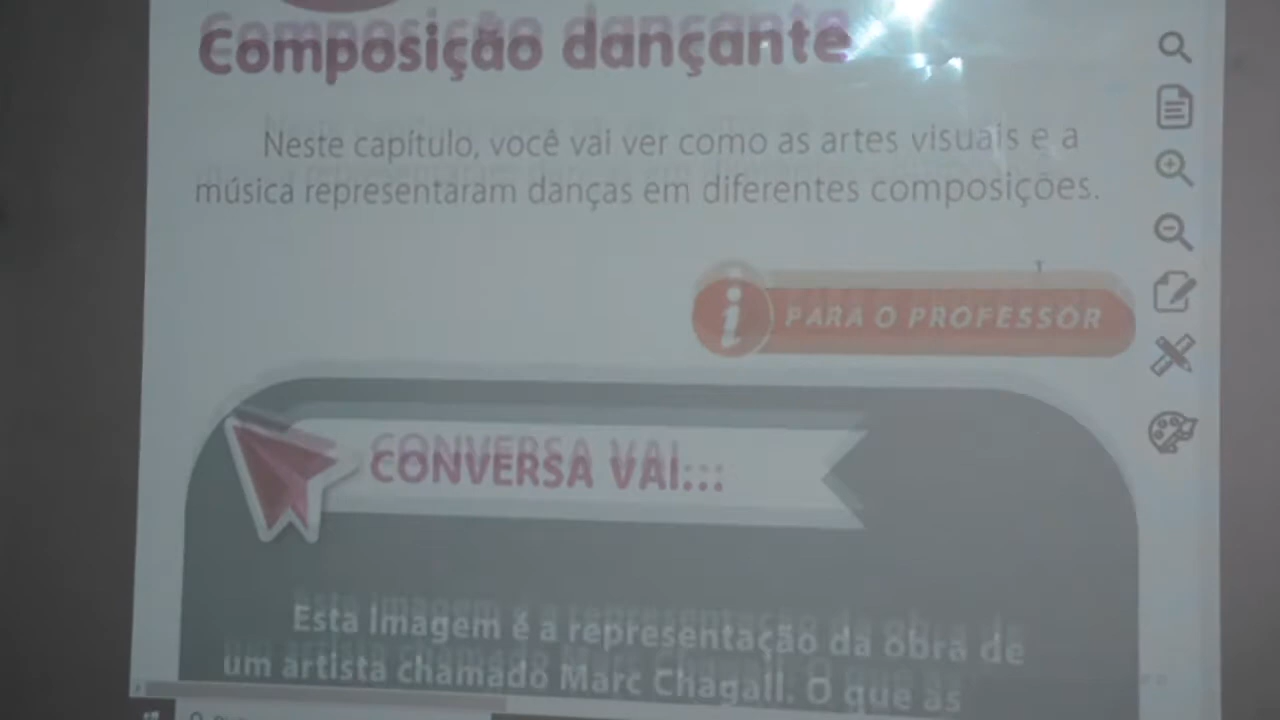 Composição dançante
Neste capítulo, você vai ver como as artes visuais e a
música representaram danças em diferentes composições.
i PARA O PROFESSOR
CONVERSA VAI...
Esta imagem é a representação da obra de
um artista chamado Marc Chagall. O que as